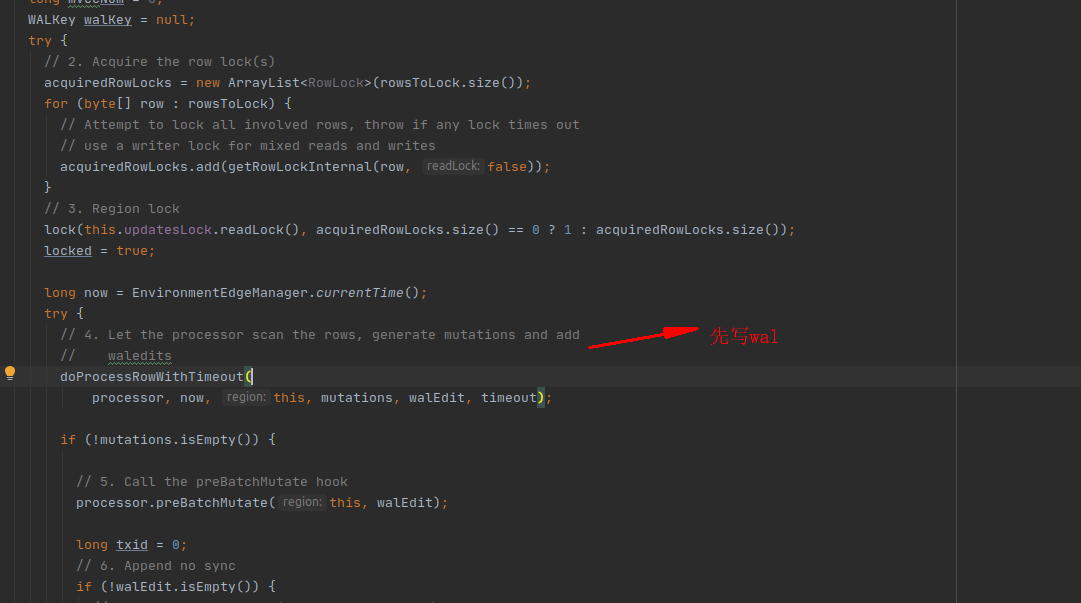 WALKey walKey = null;
try {
// 2. Acquire the row lock(s)
acquiredRowLocks = new ArrayList<RowLock>(rowsToLock.size());
for (byte[] row : rowsToLock) {
// Attempt to lock all involved rows, throw if any lock times out
// use a writer lock for mixed reads and writes
acquiredRowLocks.add(getRowLockInternal(row, readLock: false));
}
// 3. Region lock
lock(this.updatesLock.readLock(), acquiredRowLocks.size() == 0 ? 1 : acquiredRowLocks.size());
locked = true;
long now = EnvironmentEdgeManager.currentTime();
try {
// 4. Let the processor scan the rows, generate mutations and add
先写wal
// waledits
doProcessRowWithTimeout(
processor, now, region: this, mutations, walEdit, timeout);
if (!mutations.isEmpty()) {
// 5. Call the preBatchMutate hook
processor.preBatchMutate( region: this, walEdit);
long txid = 0;
// 6. Append no sync
if (!walEdit.isEmpty()) {